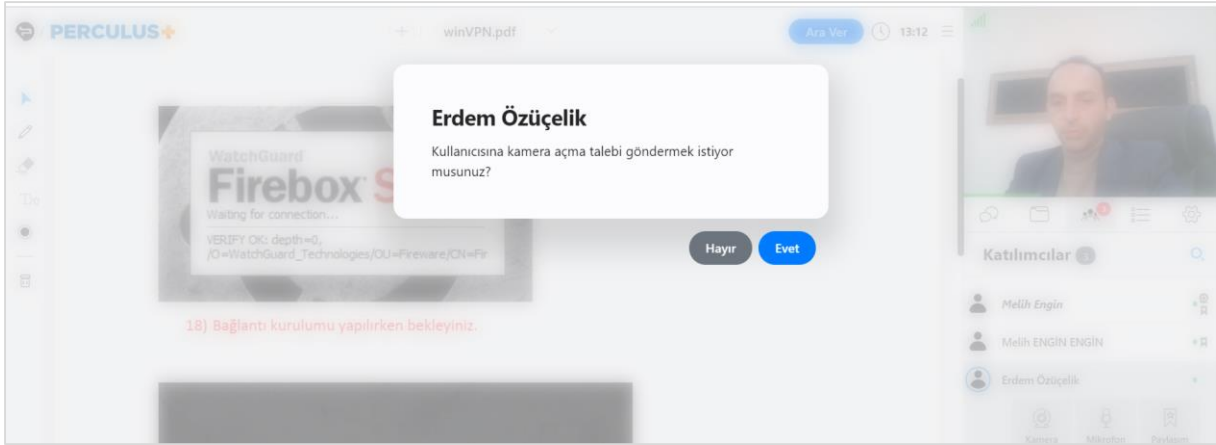 PERCULUS+
winVPN.pdf
Ara Ver
13:12
Erdem Özüçelik
Kullanıcısına kamera açma talebi göndermek istiyor
musunuz?
Hayır
Evet
WatchGuard
Firebox S
Waiting for connection...
VERIFY OK: depth=0,
/O=WatchGuard_Technologies/OU=Fireware/CN=Fir
18) Bağlantı kurulumu yapılırken bekleyiniz.
Katılımcılar
Melih Engin
Melih ENGİN ENGİN
Erdem Özüçelik
Kamera
Mikrofon
Paylaşım